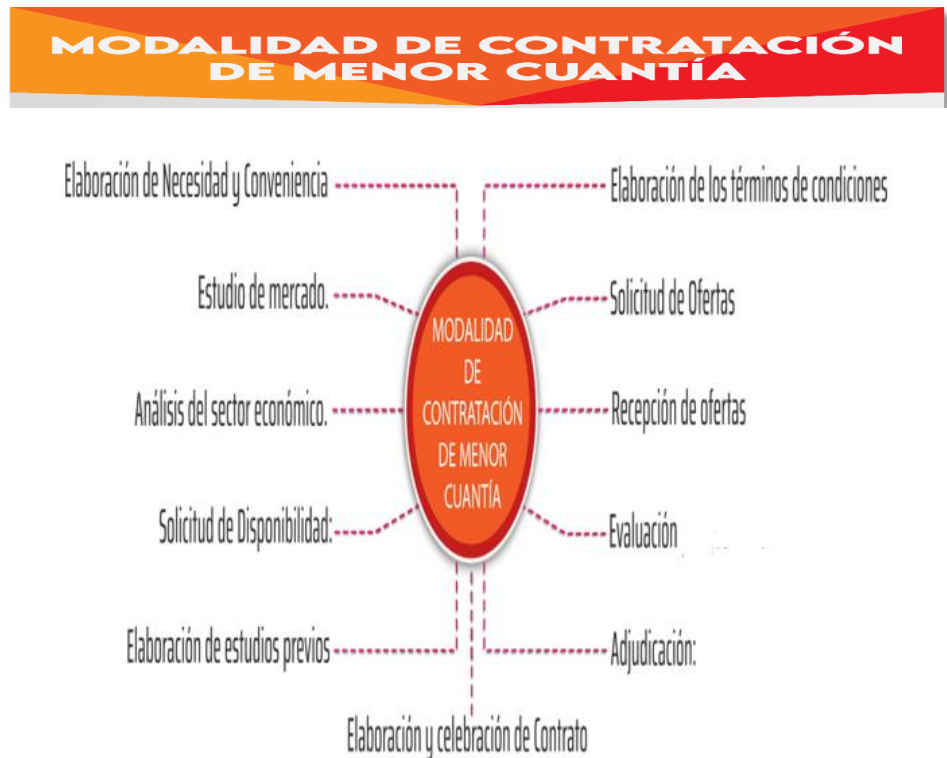 MODALIDAD DE CONTRATACIÓN
DE MENOR CUANTÍA
Elaboración de Necesidad y Conveniencia
Estudio de mercado.
Análisis del sector económico.
Solicitud de Disponibilidad:
Elaboración de estudios previos
MODALIDAD
DE
CONTRATACIÓN
DE MENOR
CUANTÍA
Elaboración de los términos de condiciones
Solicitud de Ofertas
Recepción de ofertas
Evaluación
Adjudicación:
Elaboración y celebración de Contrato